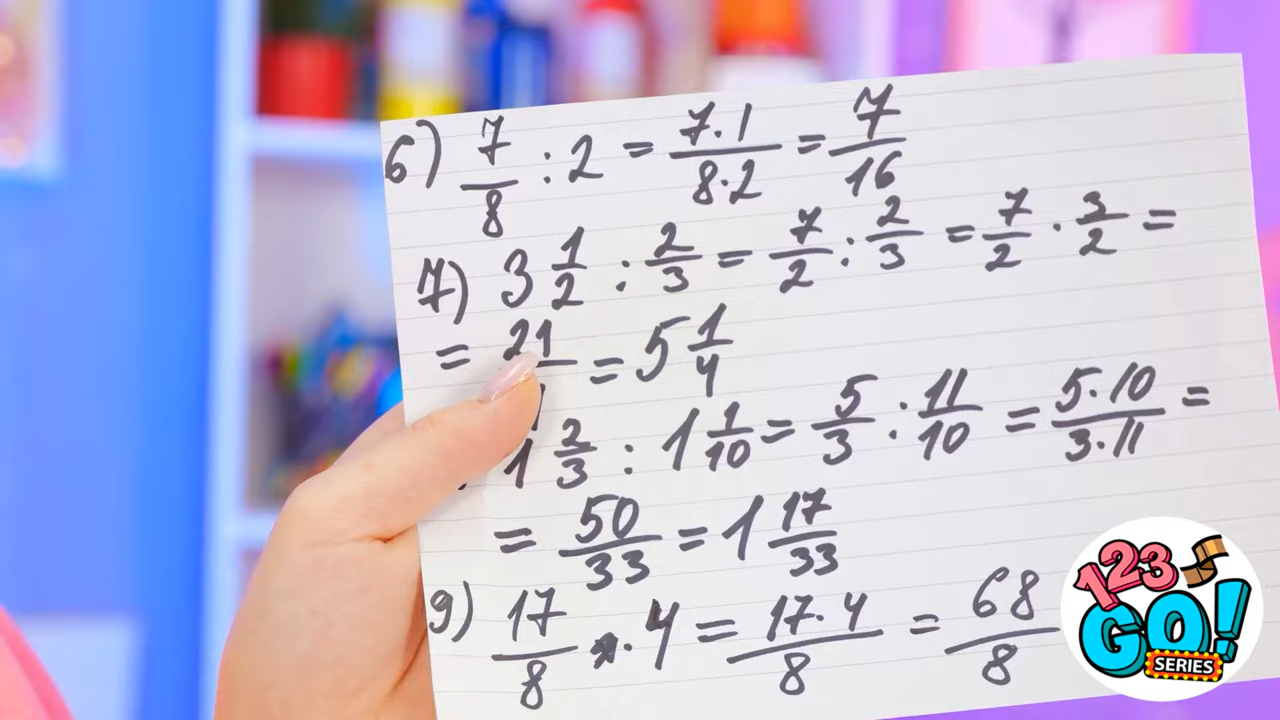 6) 7/8 : 2 = 7·1/8·2 = 7/16
7) 3 1/2 : 2/3 = 7/2 : 2/3 = 7/2 · 3/2 =
= 21/ = 5 1/4
1 2/3 : 1 1/10 = 5/3 : 11/10 = 5·10/3·11 =
= 50/33 = 1 17/33
9) 17/8 · 4 = 17·4/8 = 68/8
123
GO!
SERIES